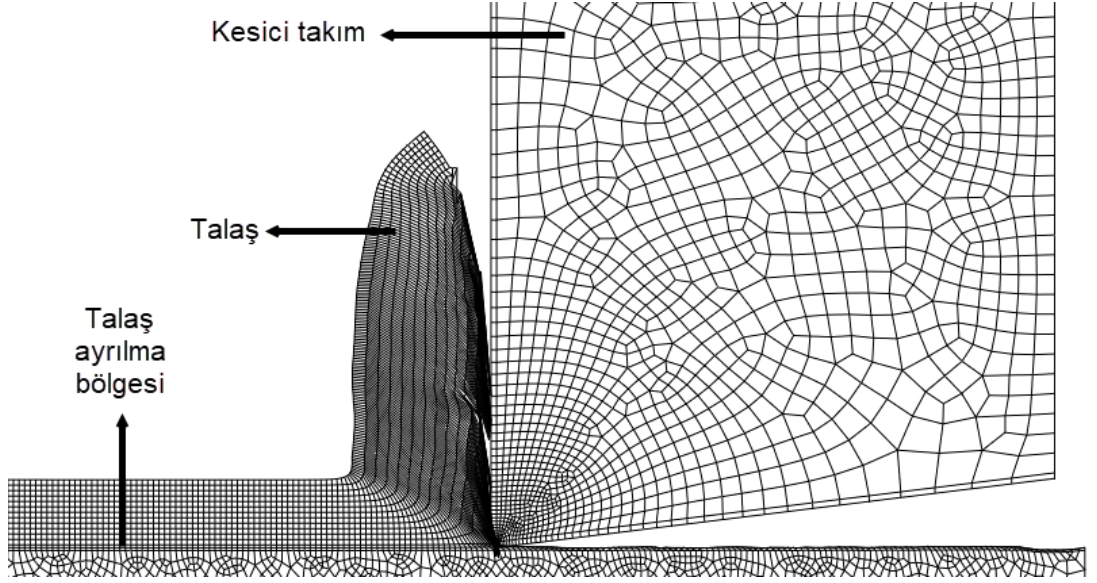 Kesici takım
Talaş
Talaş
ayrılma
bölgesi